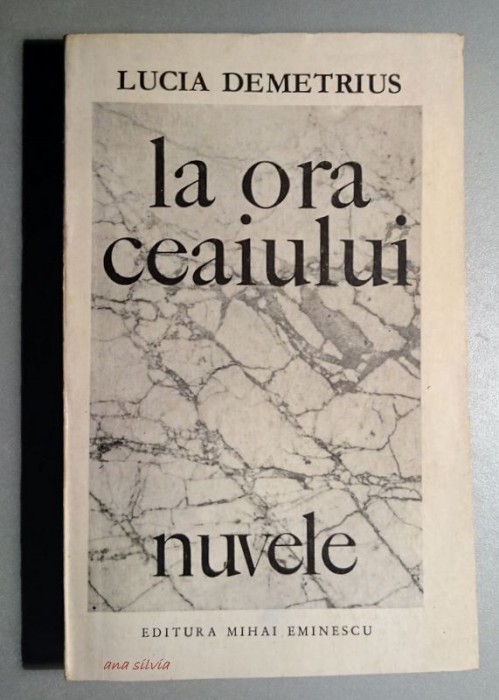 LUCIA DEMETRIUS
la ora
ceaiului
nuvele
EDITURA MIHAI EMINESCU
ana silvia